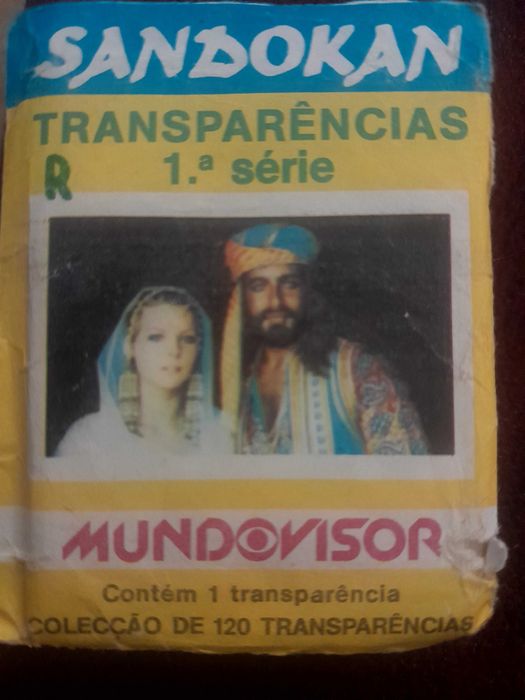 SANDOKAN
TRANSPARÊNCIAS
R 1.ª série
MUNDOVISOR
Contém 1 transparência
COLECÇÃO DE 120 TRANSPARÊNCIAS